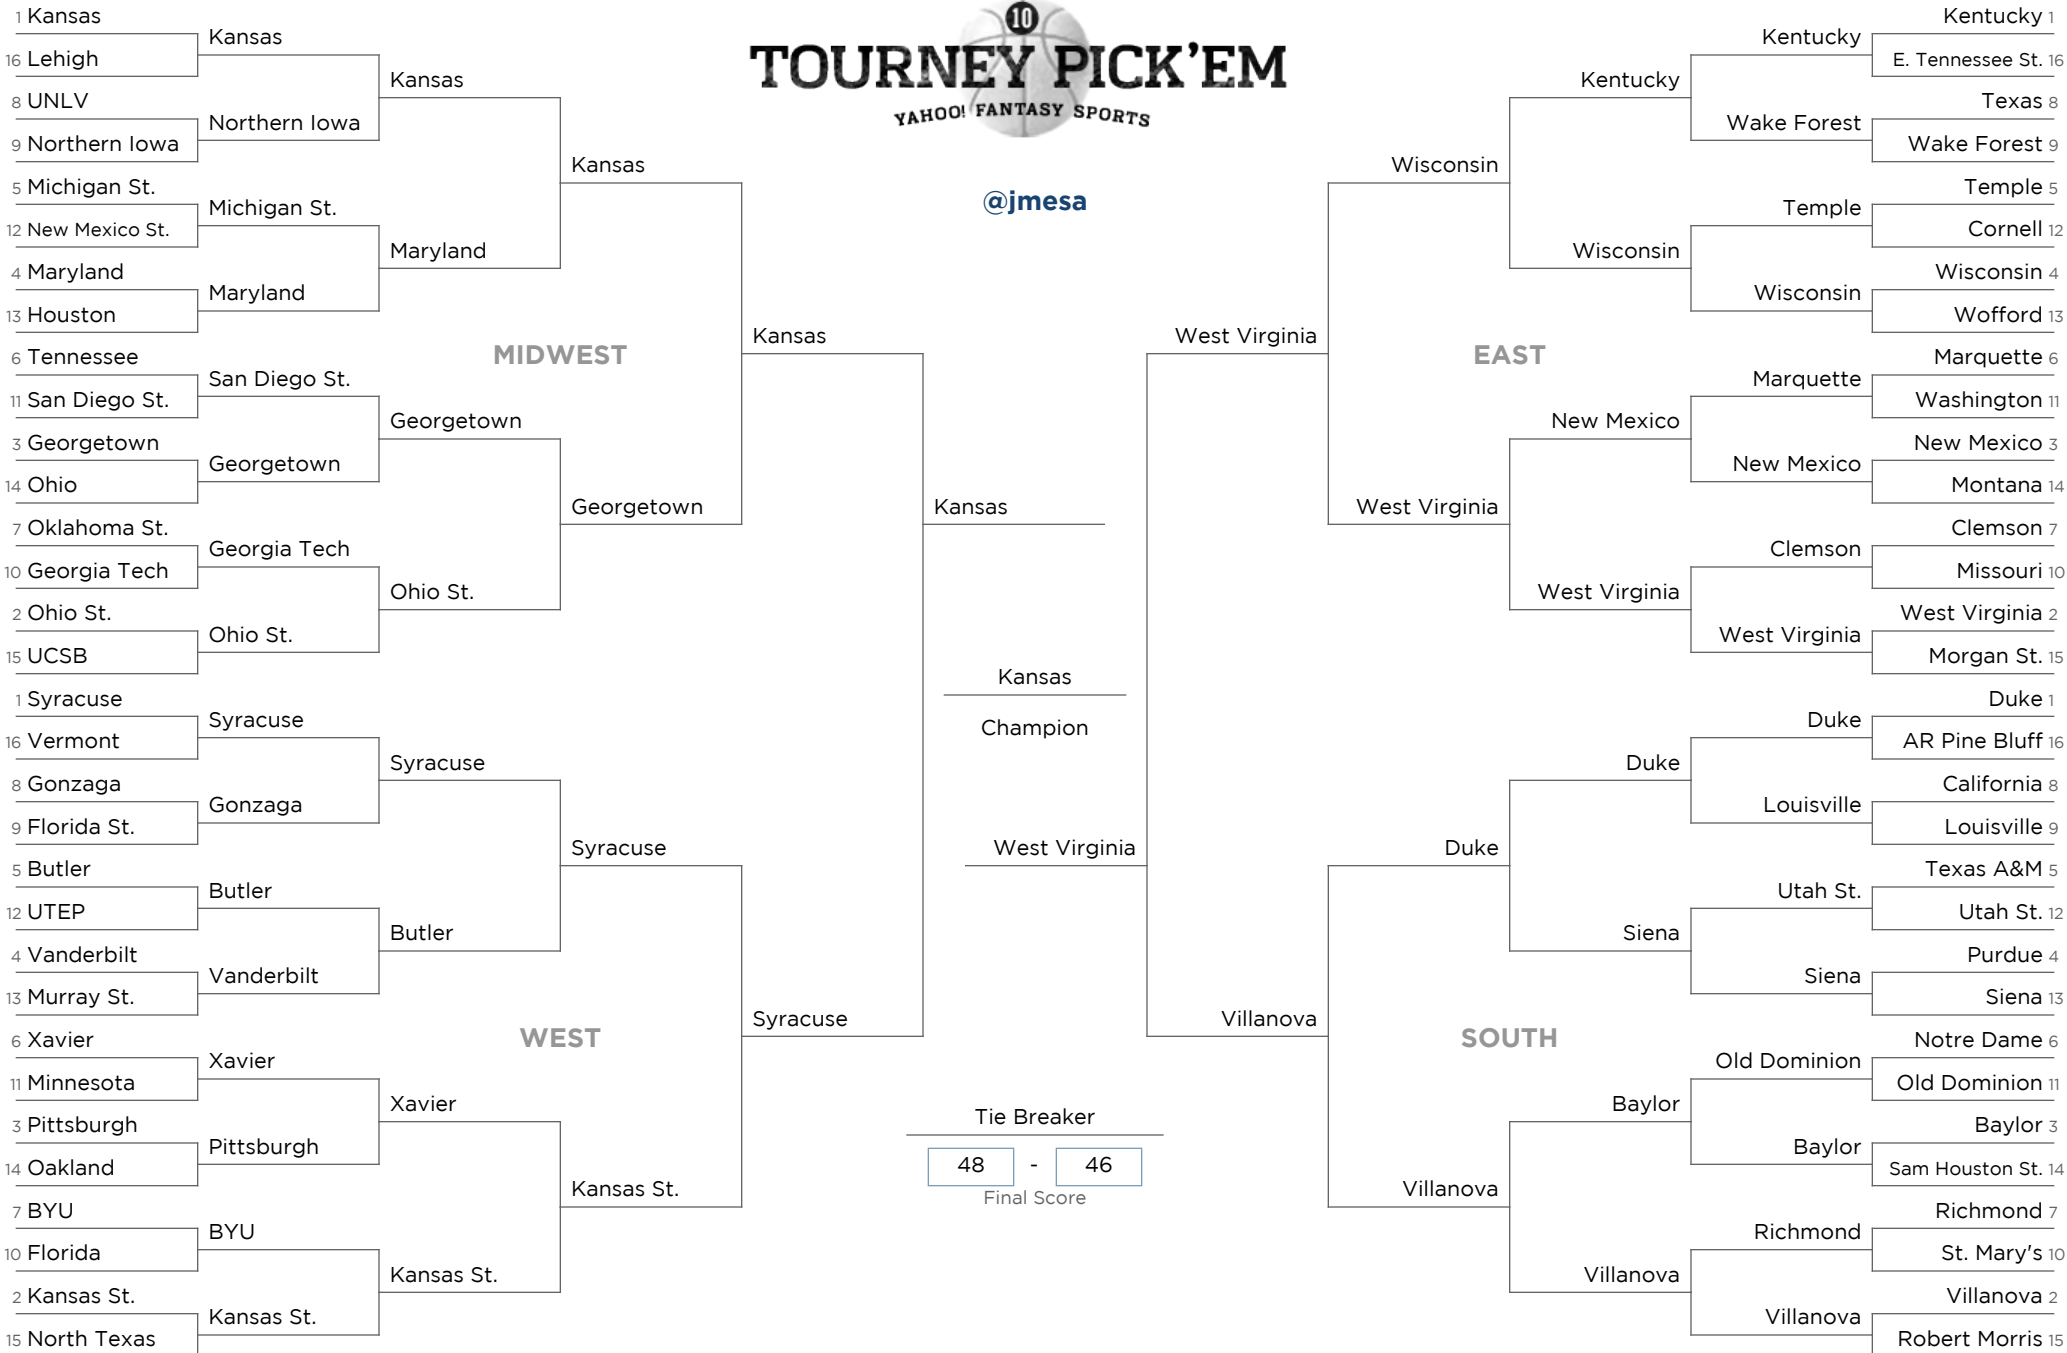 10
TOURNEY PICK'EM
YAHOO! FANTASY SPORTS
@jmesa
1 Kansas
16 Lehigh
8 UNLV
9 Northern Iowa
5 Michigan St.
12 New Mexico St.
4 Maryland
13 Houston
6 Tennessee
11 San Diego St.
3 Georgetown
14 Ohio
7 Oklahoma St.
10 Georgia Tech
2 Ohio St.
15 UCSB
Kansas
Northern Iowa
Michigan St.
Maryland
San Diego St.
Georgetown
Georgia Tech
Ohio St.
Kansas
Maryland
Georgetown
Ohio St.
Kansas
Georgetown
MIDWEST
Kansas
1 Syracuse
16 Vermont
8 Gonzaga
9 Florida St.
5 Butler
12 UTEP
4 Vanderbilt
13 Murray St.
6 Xavier
11 Minnesota
3 Pittsburgh
14 Oakland
7 BYU
10 Florida
2 Kansas St.
15 North Texas
Syracuse
Gonzaga
Butler
Vanderbilt
Xavier
Pittsburgh
BYU
Kansas St.
Syracuse
Butler
Xavier
Kansas St.
Syracuse
Kansas St.
WEST
Syracuse
Kansas
Kansas
Champion
West Virginia
Tie Breaker
48 - 46
Final Score
West Virginia
EAST
Wisconsin
West Virginia
Kentucky
Wisconsin
New Mexico
West Virginia
Kentucky
Wake Forest
Temple
Wisconsin
Marquette
New Mexico
Clemson
West Virginia
Kentucky 1
E. Tennessee St. 16
Texas 8
Wake Forest 9
Temple 5
Cornell 12
Wisconsin 4
Wofford 13
Marquette 6
Washington 11
New Mexico 3
Montana 14
Clemson 7
Missouri 10
West Virginia 2
Morgan St. 15
Villanova
SOUTH
Duke
Villanova
Duke
Siena
Baylor
Villanova
Duke
Louisville
Utah St.
Siena
Old Dominion
Baylor
Richmond
Villanova
Duke 1
AR Pine Bluff 16
California 8
Louisville 9
Texas A&M 5
Utah St. 12
Purdue 4
Siena 13
Notre Dame 6
Old Dominion 11
Baylor 3
Sam Houston St. 14
Richmond 7
St. Mary's 10
Villanova 2
Robert Morris 15